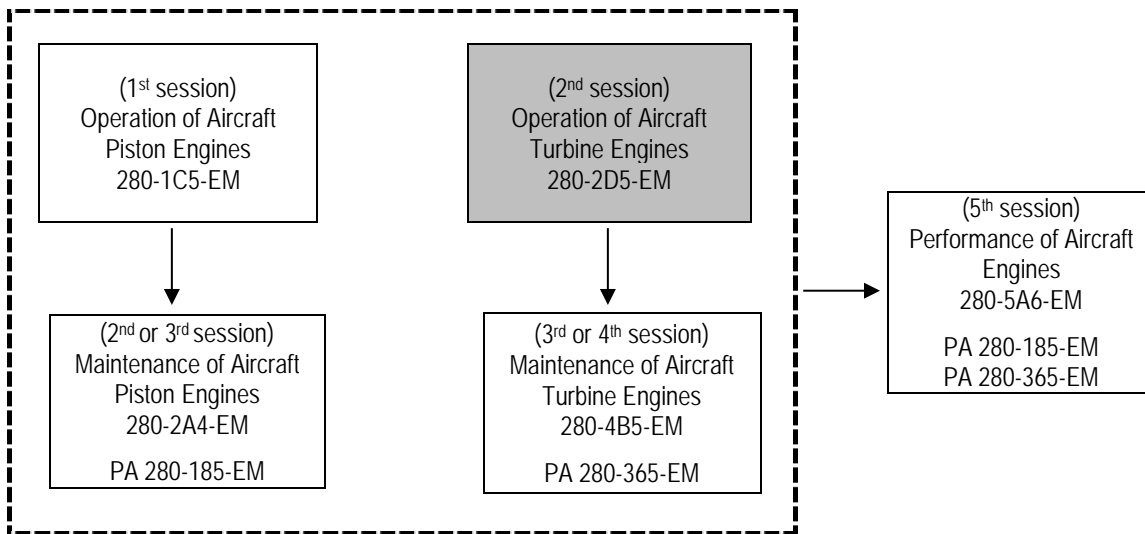 (1st session)
Operation of Aircraft
Piston Engines
280-1C5-EM
(2nd session)
Operation of Aircraft
Turbine Engines
280-2D5-EM
(2nd or 3rd session)
Maintenance of Aircraft
Piston Engines
280-2A4-EM
PA 280-185-EM
(3rd or 4th session)
Maintenance of Aircraft
Turbine Engines
280-4B5-EM
PA 280-365-EM
(5th session)
Performance of Aircraft
Engines
280-5A6-EM
PA 280-185-EM
PA 280-365-EM